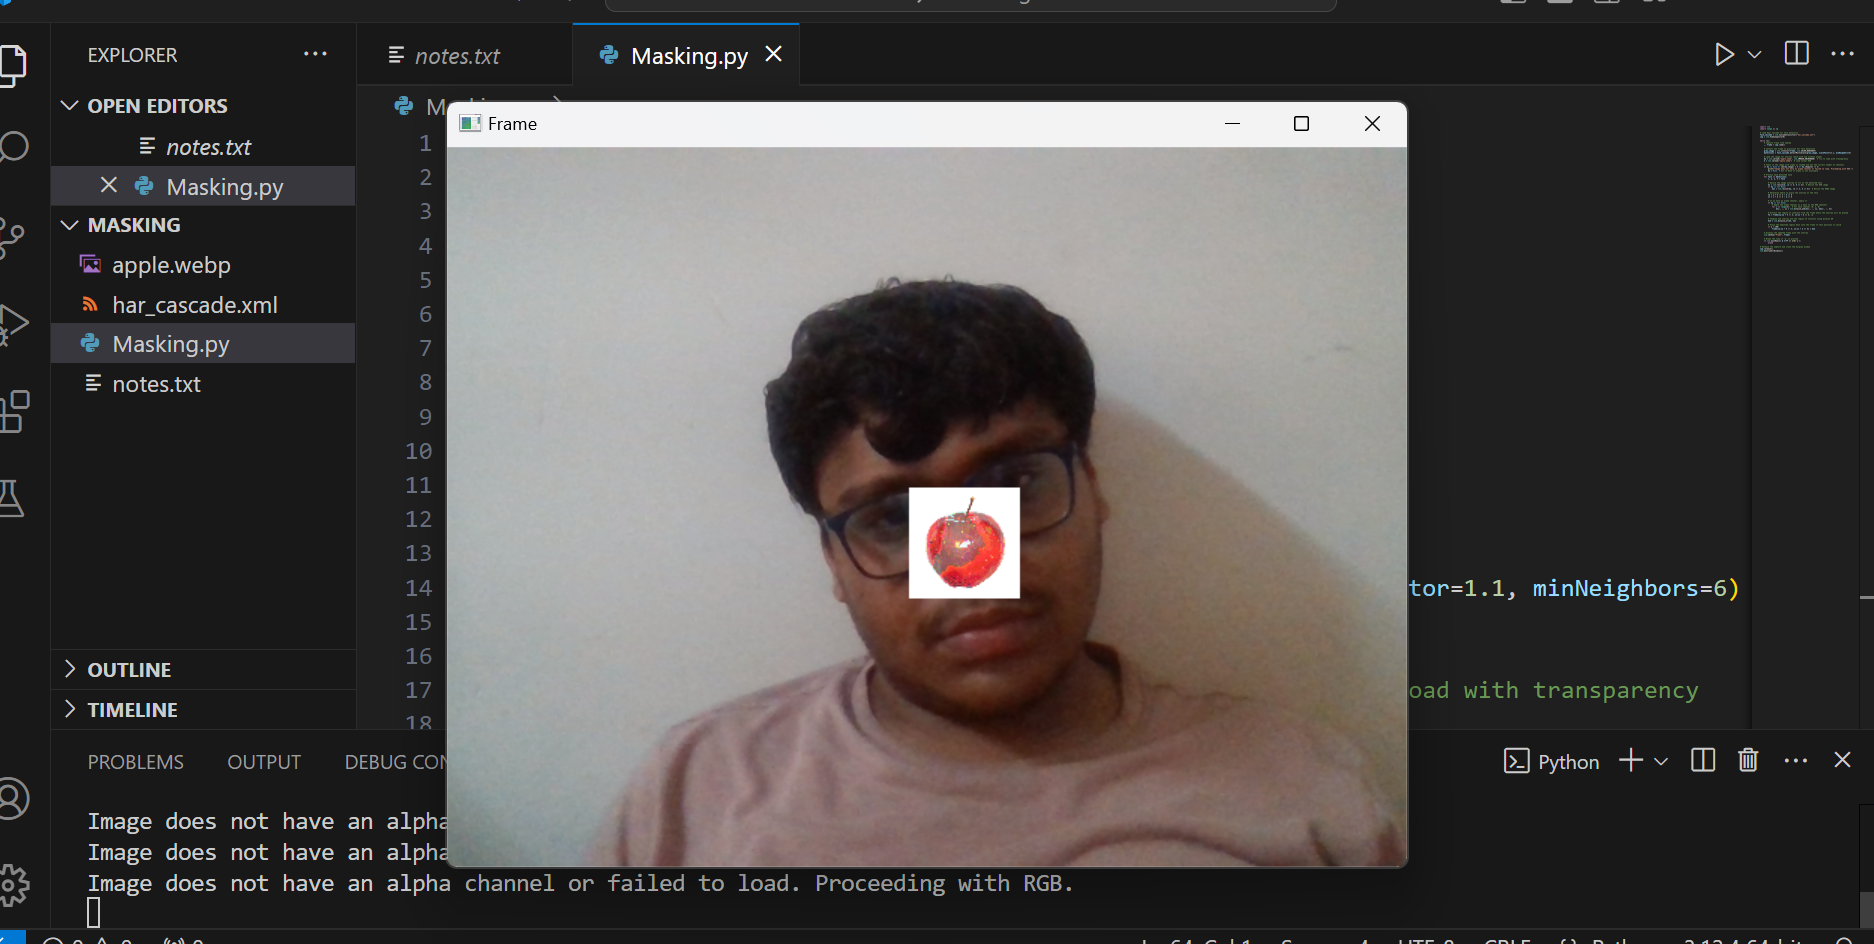 EXPLORER
notes.txt
Masking.py
OPEN EDITORS
notes.txt
Masking.py
MASKING
apple.webp
har_cascade.xml
Masking.py
notes.txt
OUTLINE
TIMELINE
Frame
1
2
3
4
5
6
7
8
9
10
11
12
13
14
tor=1.1, minNeighbors=6)
15
16
17
oad with transparency
18
PROBLEMS
OUTPUT
DEBUG CON
Python
Image does not have an alpha
Image does not have an alpha
Image does not have an alpha channel or failed to load. Proceeding with RGB.